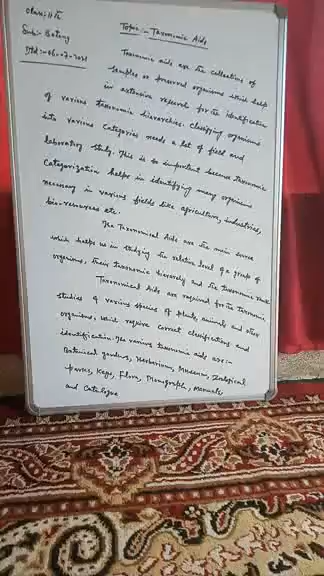 Class:- 11th
Sub:- Botany
Dtd:- 06-07-2021
Topic:- Taxonomic Aids
Taxonomic aids are the collections of
samples or preserved organisms which help
in extensive research for the identification
of various taxonomic hierarchies. Classifying organisms
into various categories needs a lot of field and
laboratory study. This is so important because taxonomic
categorization helps in identifying many organisms
necessary in various fields like agriculture, industries,
bio-resources etc.
The Taxonomical Aids are the main source
which helps us in studying the relative level of a group of
organisms, their taxonomic hierarchy and the taxonomic rank.
Taxonomical Aids are required for the taxonomic
studies of various species of plants, animals and other
organisms, which require correct classifications and
identification. The various taxonomic aids are:-
Botanical gardens, Herbarium, Museum, Zoological
parks, Keys, Flora, Monograph, Manuals
and Catalogue